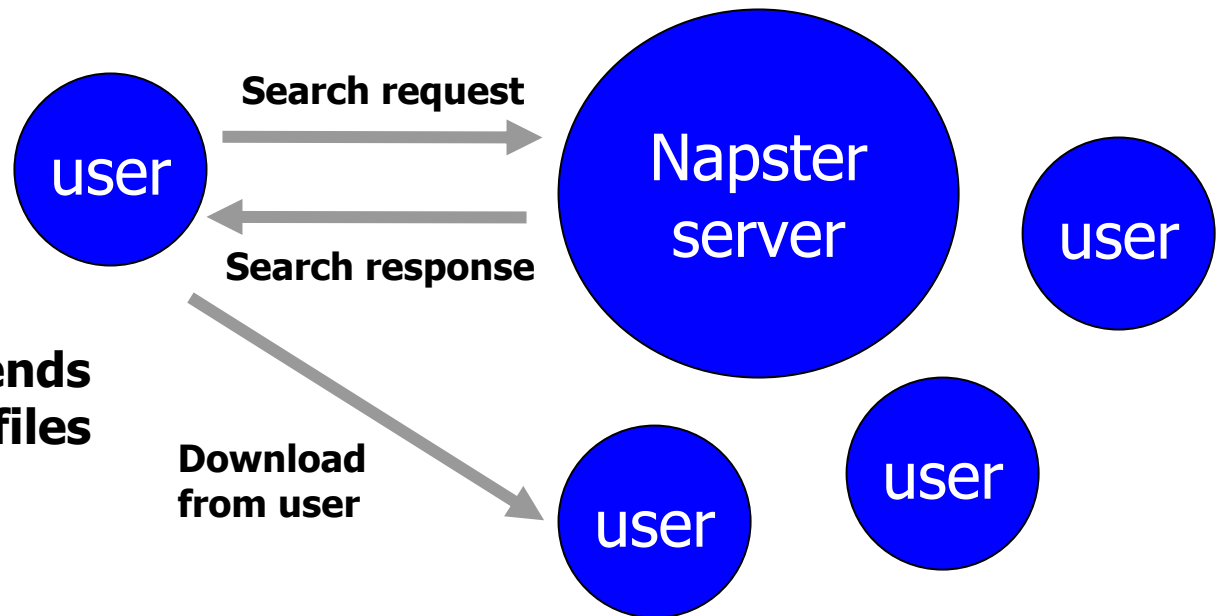 Search request
user
Napster
server
user
Search response
ends
files
Download
from user
user
user